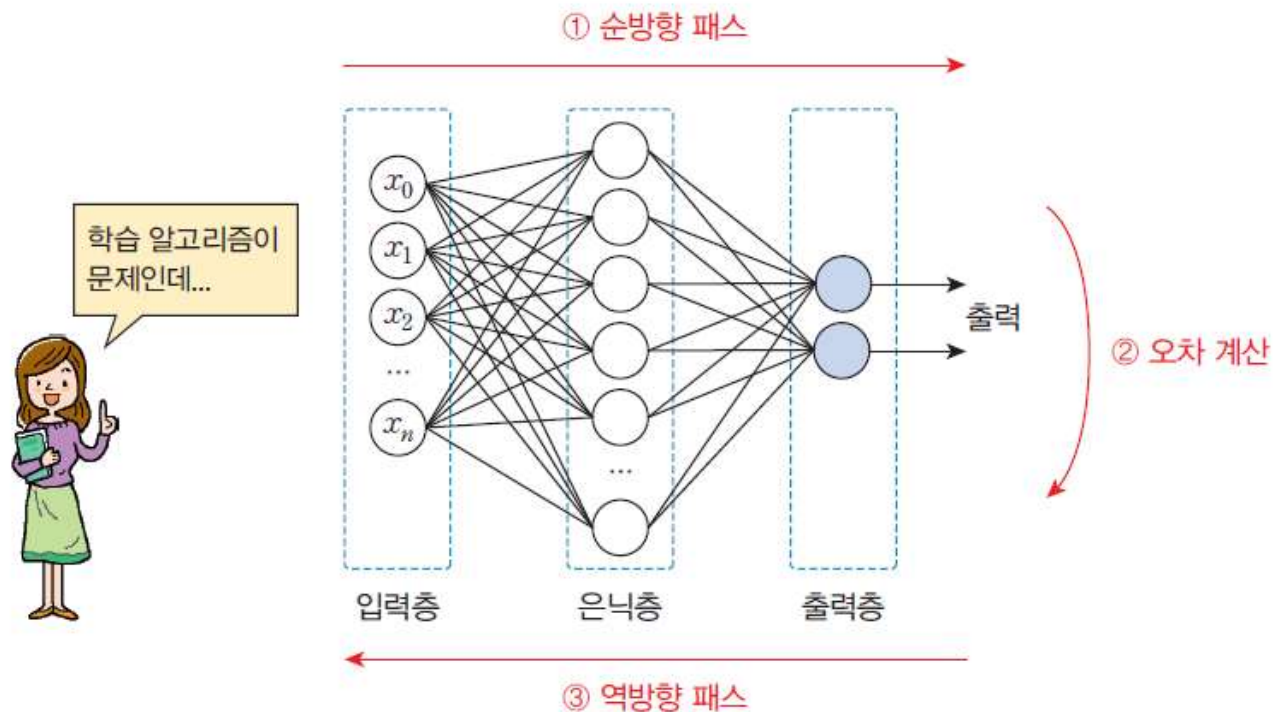 ① 순방향 패스
학습 알고리즘이
문제인데...
x₀
x₁
x₂
...
xₙ
...
출력
② 오차 계산
입력층
은닉층
출력층
③ 역방향 패스